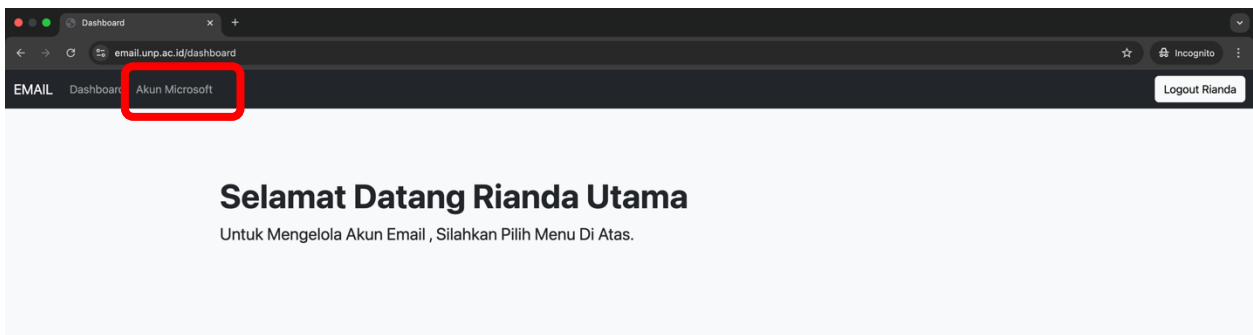 Dashboard
email.unp.ac.id/dashboard
Incognito
EMAIL Dashboard Akun Microsoft
Logout Rianda
Selamat Datang Rianda Utama
Untuk Mengelola Akun Email , Silahkan Pilih Menu Di Atas.